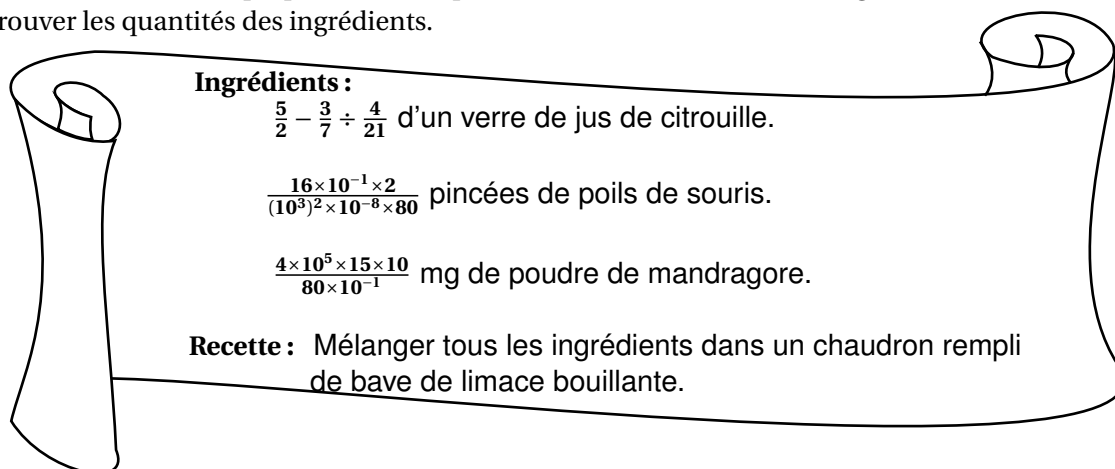 rouver les quantités des ingrédients.
Ingrédients :
5/2 − 3/7 ÷ 4/21 d'un verre de jus de citrouille.
(16×10⁻¹×2)/((10³)²×10⁻⁸×80) pincées de poils de souris.
(4×10⁵×15×10)/(80×10⁻¹) mg de poudre de mandragore.
Recette : Mélanger tous les ingrédients dans un chaudron rempli
de bave de limace bouillante.